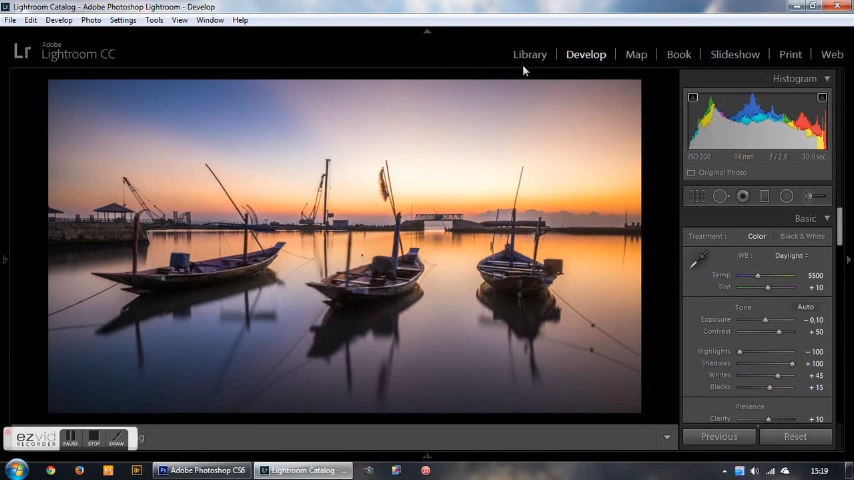 Lightroom Catalog - Adobe Photoshop Lightroom - Develop
File Edit Develop Photo Settings Tools View Window Help
Lr Adobe
Lightroom CC
Library Develop Map Book Slideshow Print Web
Histogram
ISO 200 14 mm ƒ / 2,8 30,0 sec
Original Photo
Basic
Treatment : Color Black & White
WB : Daylight
Temp 5500
Tint + 10
Tone Auto
Exposure - 0,10
Contrast + 50
Highlights - 100
Shadows + 100
Whites + 45
Blacks + 15
Presence
Clarity + 10
Previous Reset
ezvid
RECORDER
PAUSE STOP DRAW
Br Ps Adobe Photoshop CS6 Lr Lightroom Catalog - ... 15:19